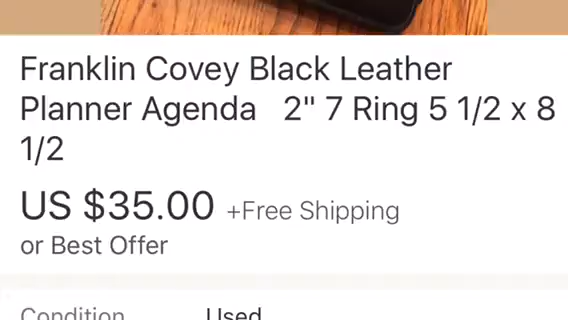 Franklin Covey Black Leather
Planner Agenda 2" 7 Ring 5 1/2 x 8
1/2
US $35.00 +Free Shipping
or Best Offer
Condition Used